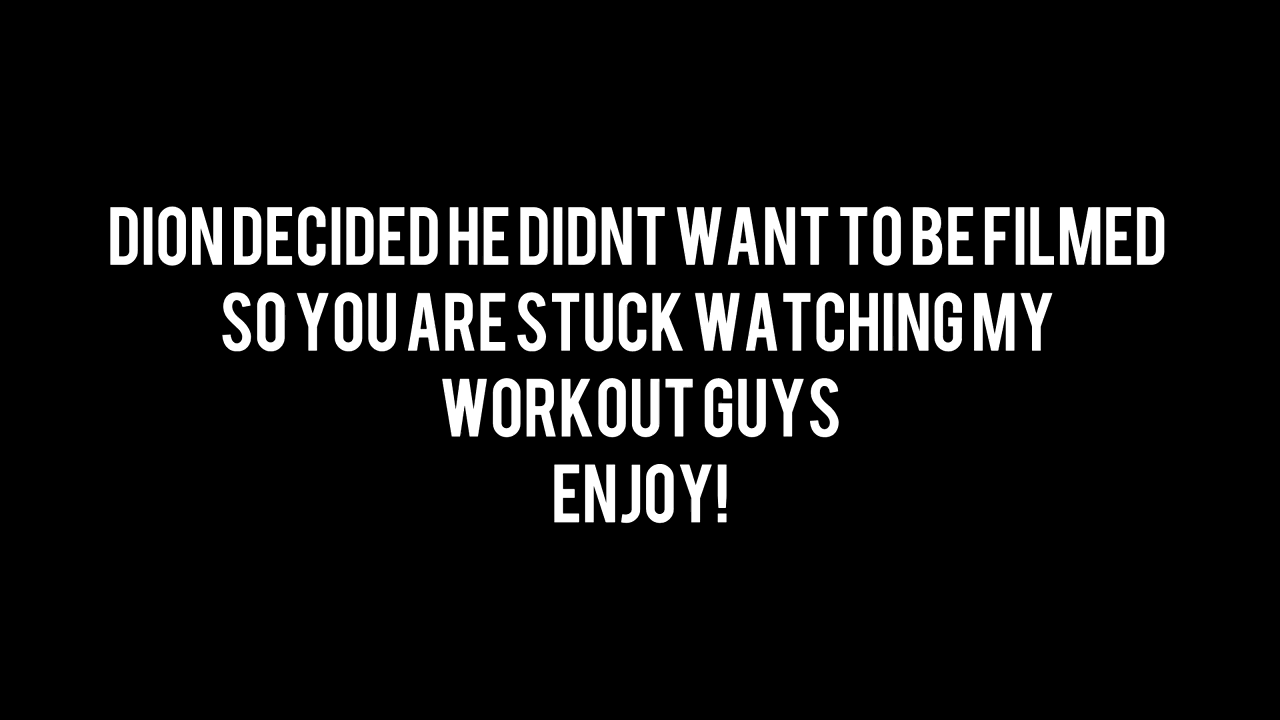 DION DECIDED HE DIDNT WANT TO BE FILMED
SO YOU ARE STUCK WATCHING MY
WORKOUT GUYS
ENJOY!